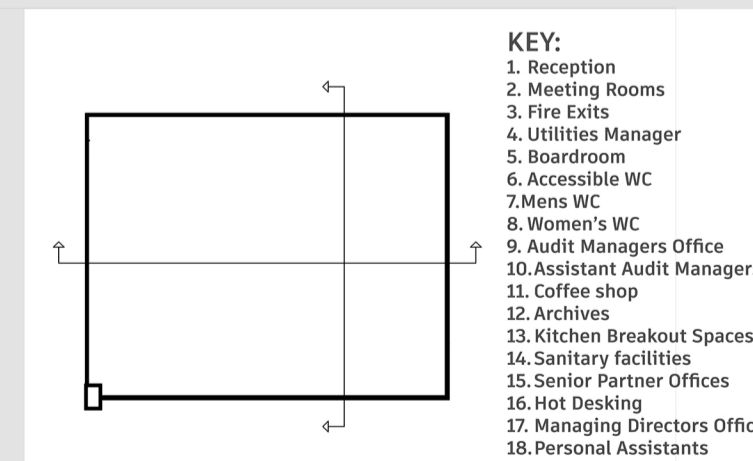 KEY:
1. Reception
2. Meeting Rooms
3. Fire Exits
4. Utilities Manager
5. Boardroom
6. Accessible WC
7.Mens WC
8. Women's WC
9. Audit Managers Office
10. Assistant Audit Manager
11. Coffee shop
12. Archives
13. Kitchen Breakout Spaces
14. Sanitary facilities
15. Senior Partner Offices
16. Hot Desking
17. Managing Directors Offic
18. Personal Assistants